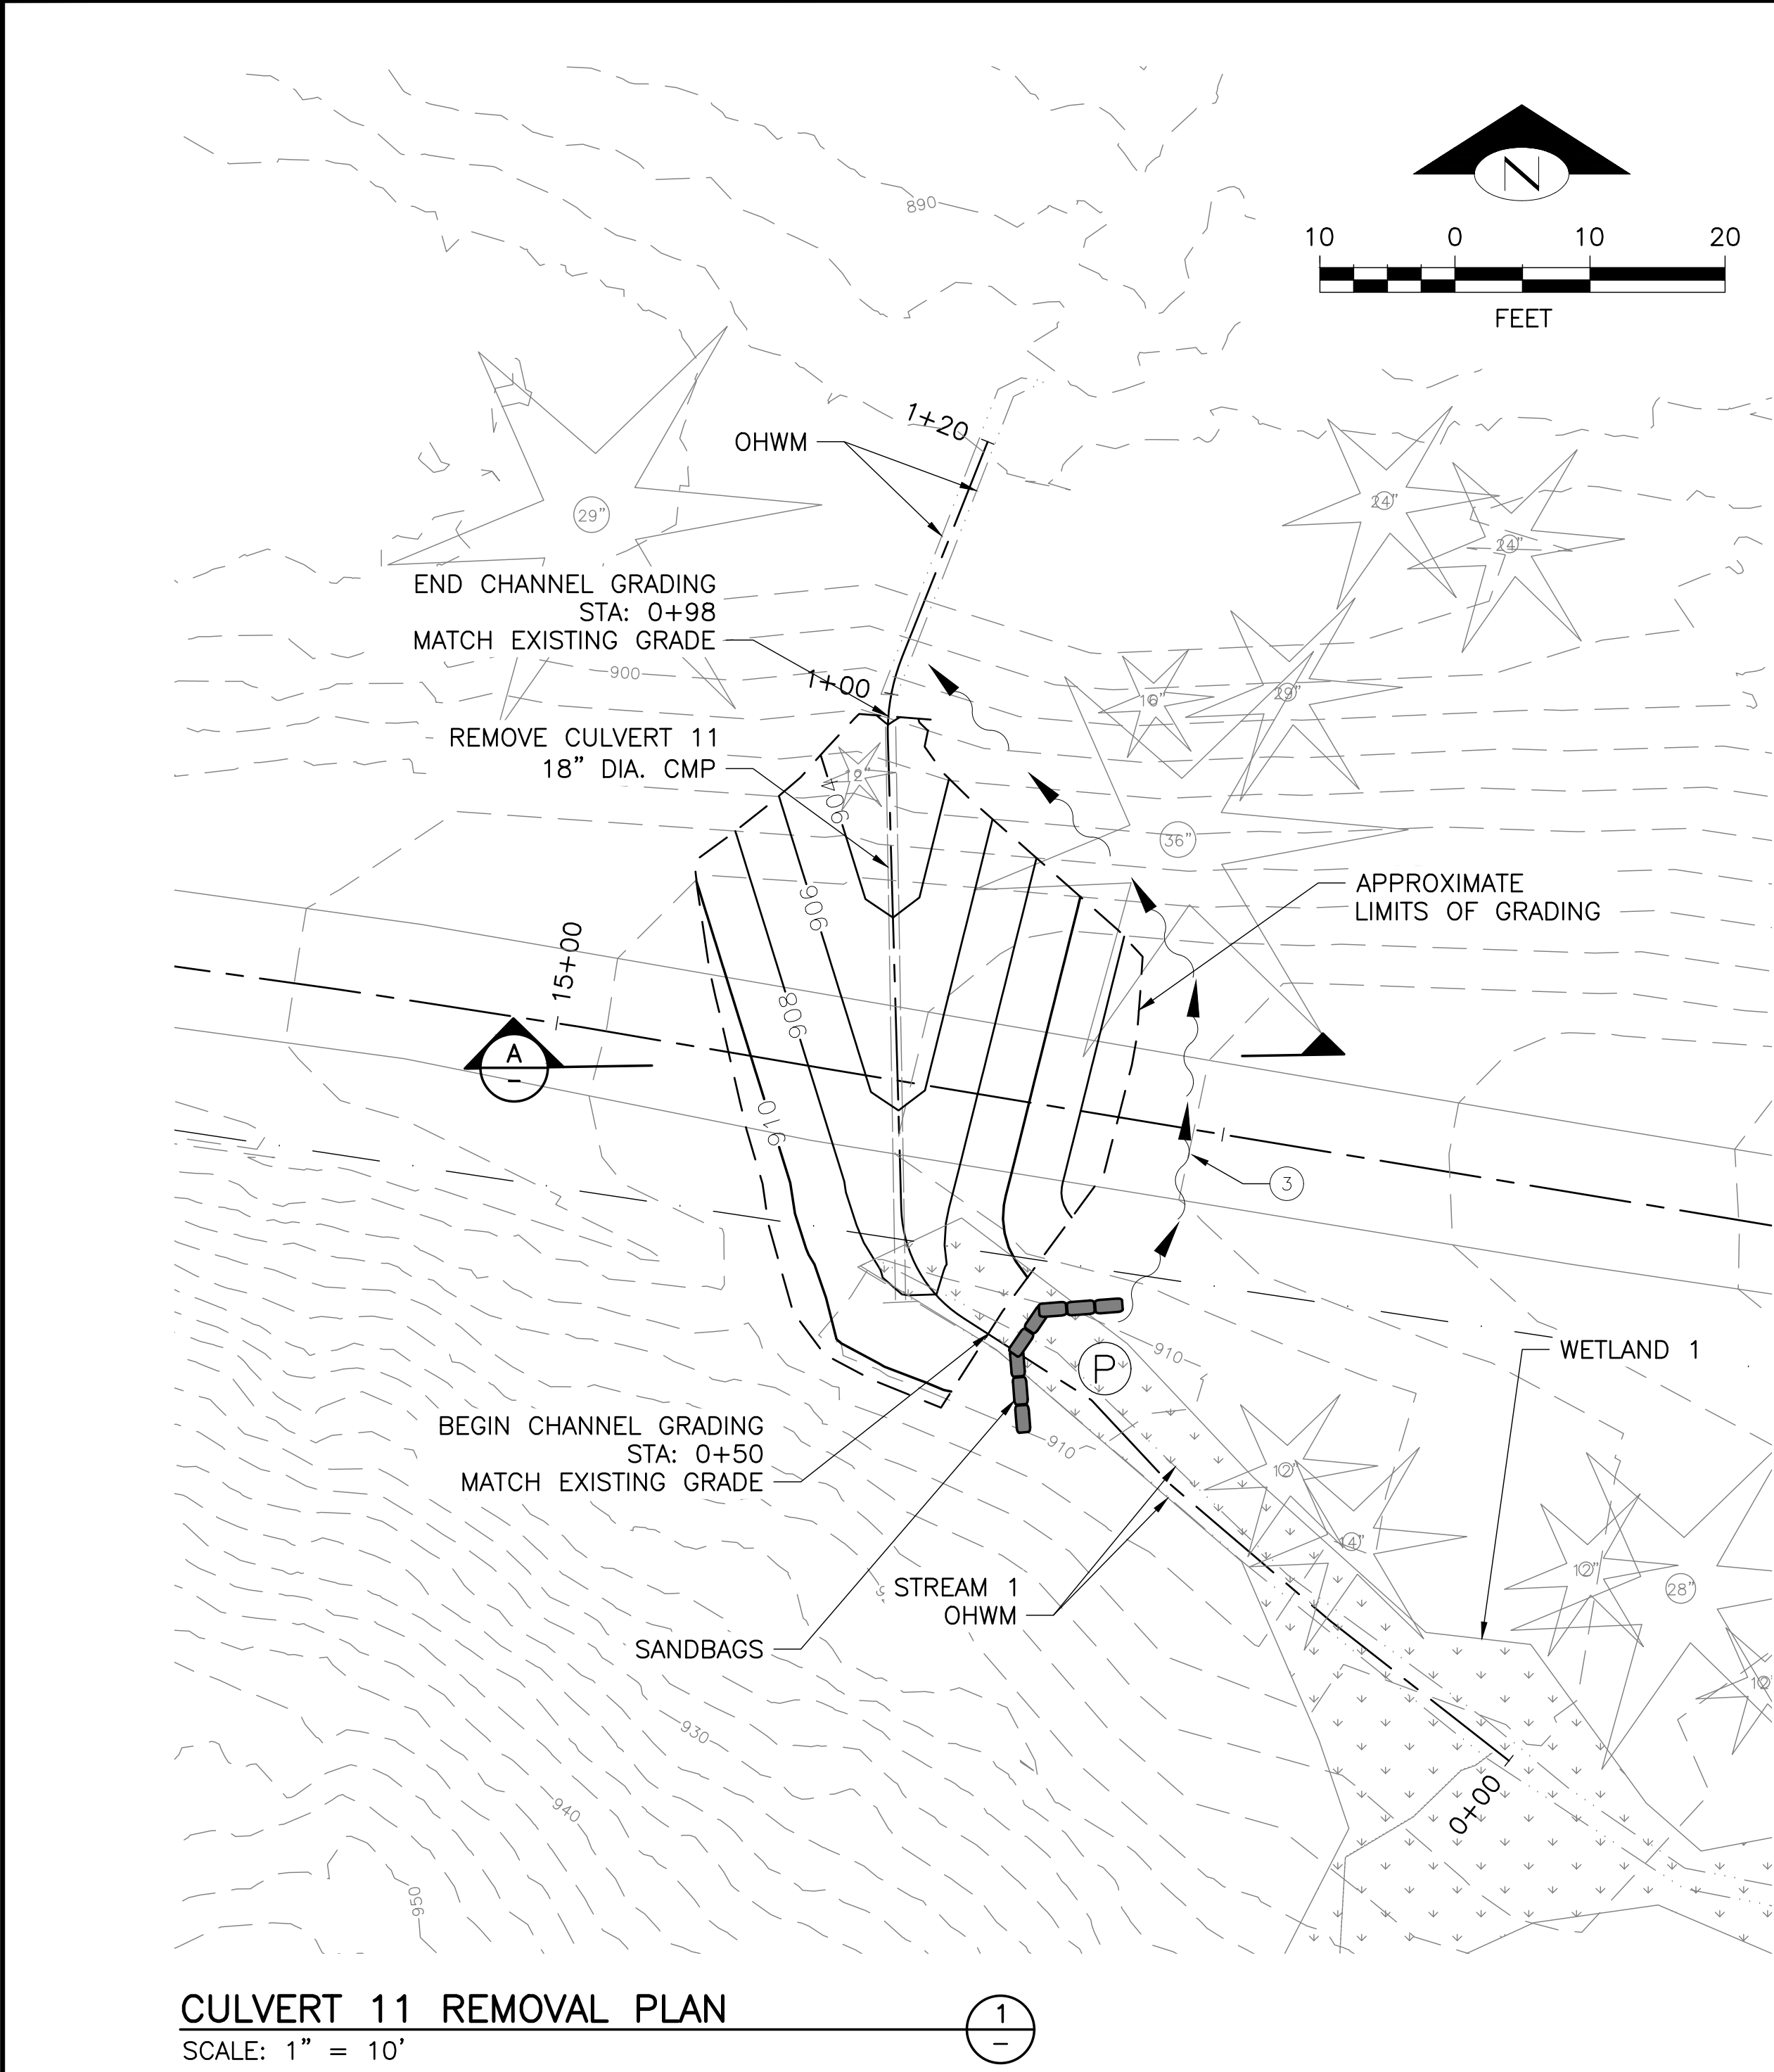 N
10 0 10 20
FEET
890
1+20
OHWM
24"
24"
29"
END CHANNEL GRADING
STA: 0+98
MATCH EXISTING GRADE
900
1+00
16"
29"
REMOVE CULVERT 11
18" DIA. CMP
12"
904
36"
906
APPROXIMATE
LIMITS OF GRADING
15+00
908
A
-
910
3
WETLAND 1
910
P
910
BEGIN CHANNEL GRADING
STA: 0+50
MATCH EXISTING GRADE
12"
14"
12"
28"
STREAM 1
OHWM
SANDBAGS
12"
930
940
0+00
950
CULVERT 11 REMOVAL PLAN
1
-
SCALE: 1" = 10'